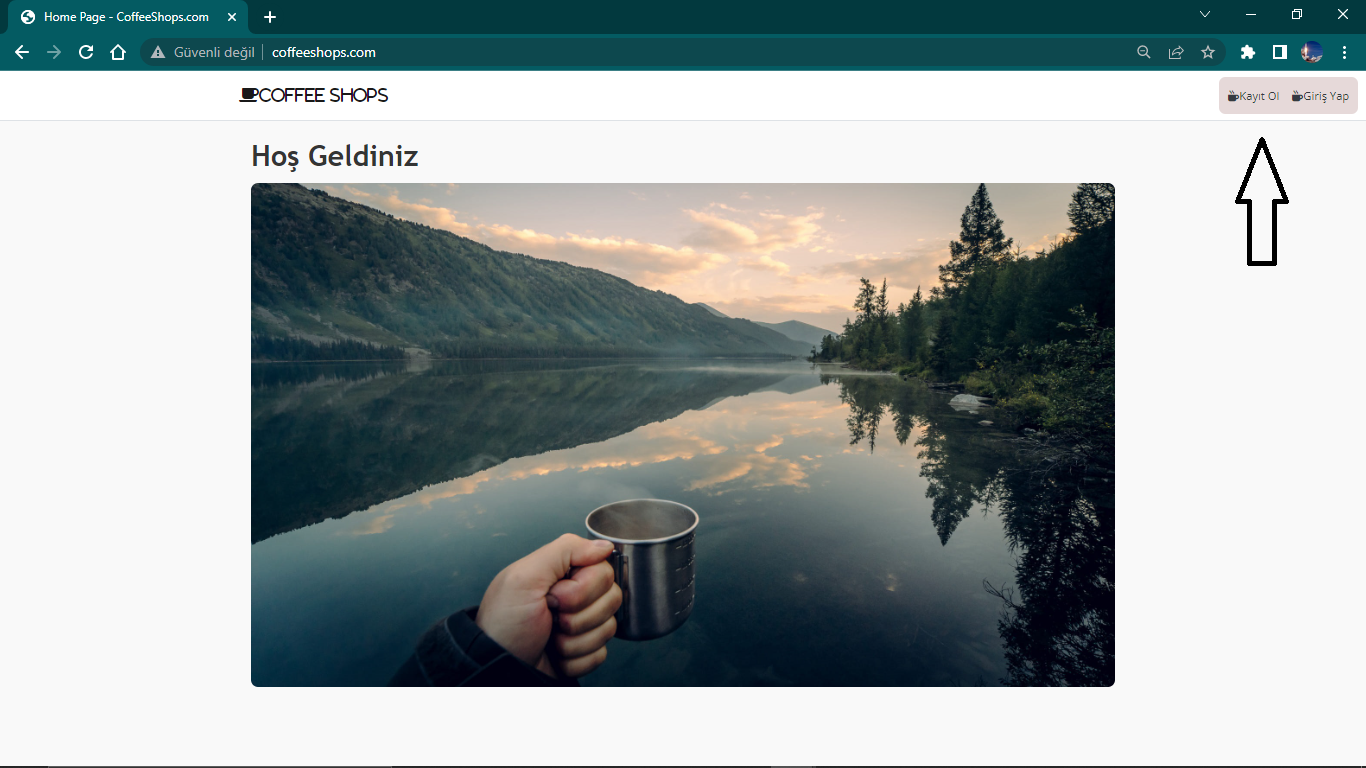 Home Page - CoffeeShops.com
Güvenli değil coffeeshops.com
COFFEE SHOPS
Kayıt Ol Giriş Yap
Hoş Geldiniz